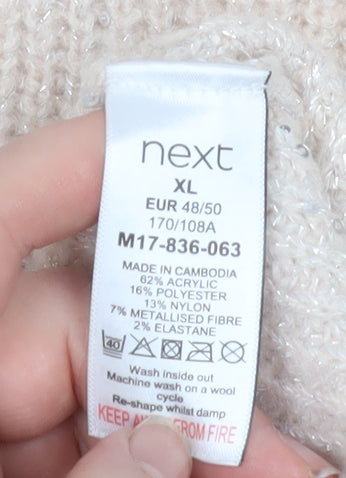 next
XL
EUR 48/50
170/108A
M17-836-063
MADE IN CAMBODIA
62% ACRYLIC
16% POLYESTER
13% NYLON
7% METALLISED FIBRE
2% ELASTANE
40
Wash inside out
Machine wash on a wool
cycle
Re-shape whilst damp
KEEP FROM FIRE